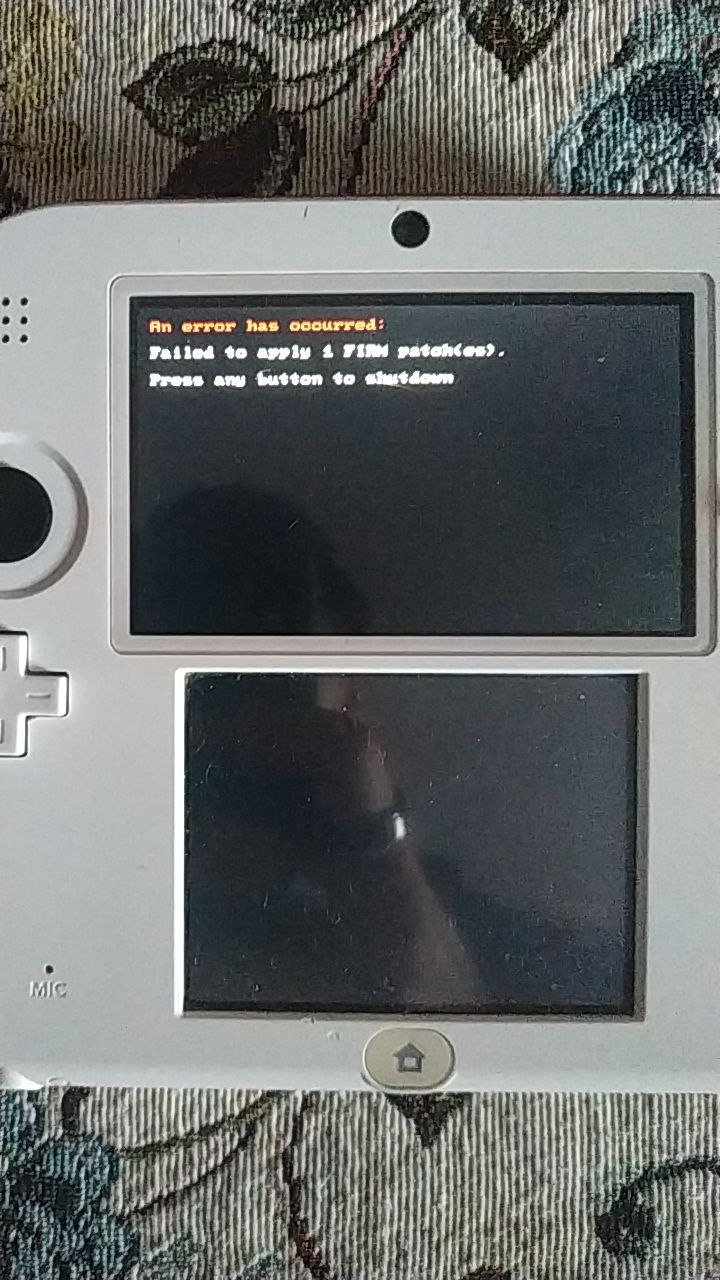 An error has occurred:
Failed to apply 1 FIRM patch(es).
Press any button to shutdown
MIC